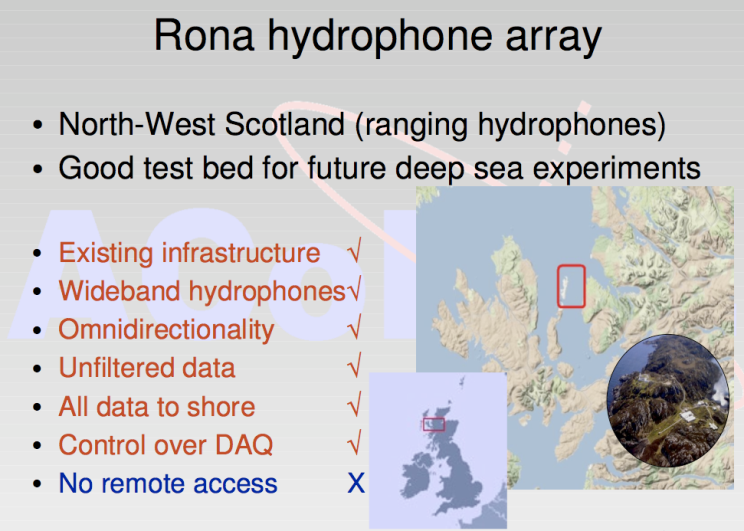 Rona hydrophone array
• North-West Scotland (ranging hydrophones)
• Good test bed for future deep sea experiments
• Existing infrastructure √
• Wideband hydrophones√
• Omnidirectionality √
• Unfiltered data √
• All data to shore √
• Control over DAQ √
• No remote access X